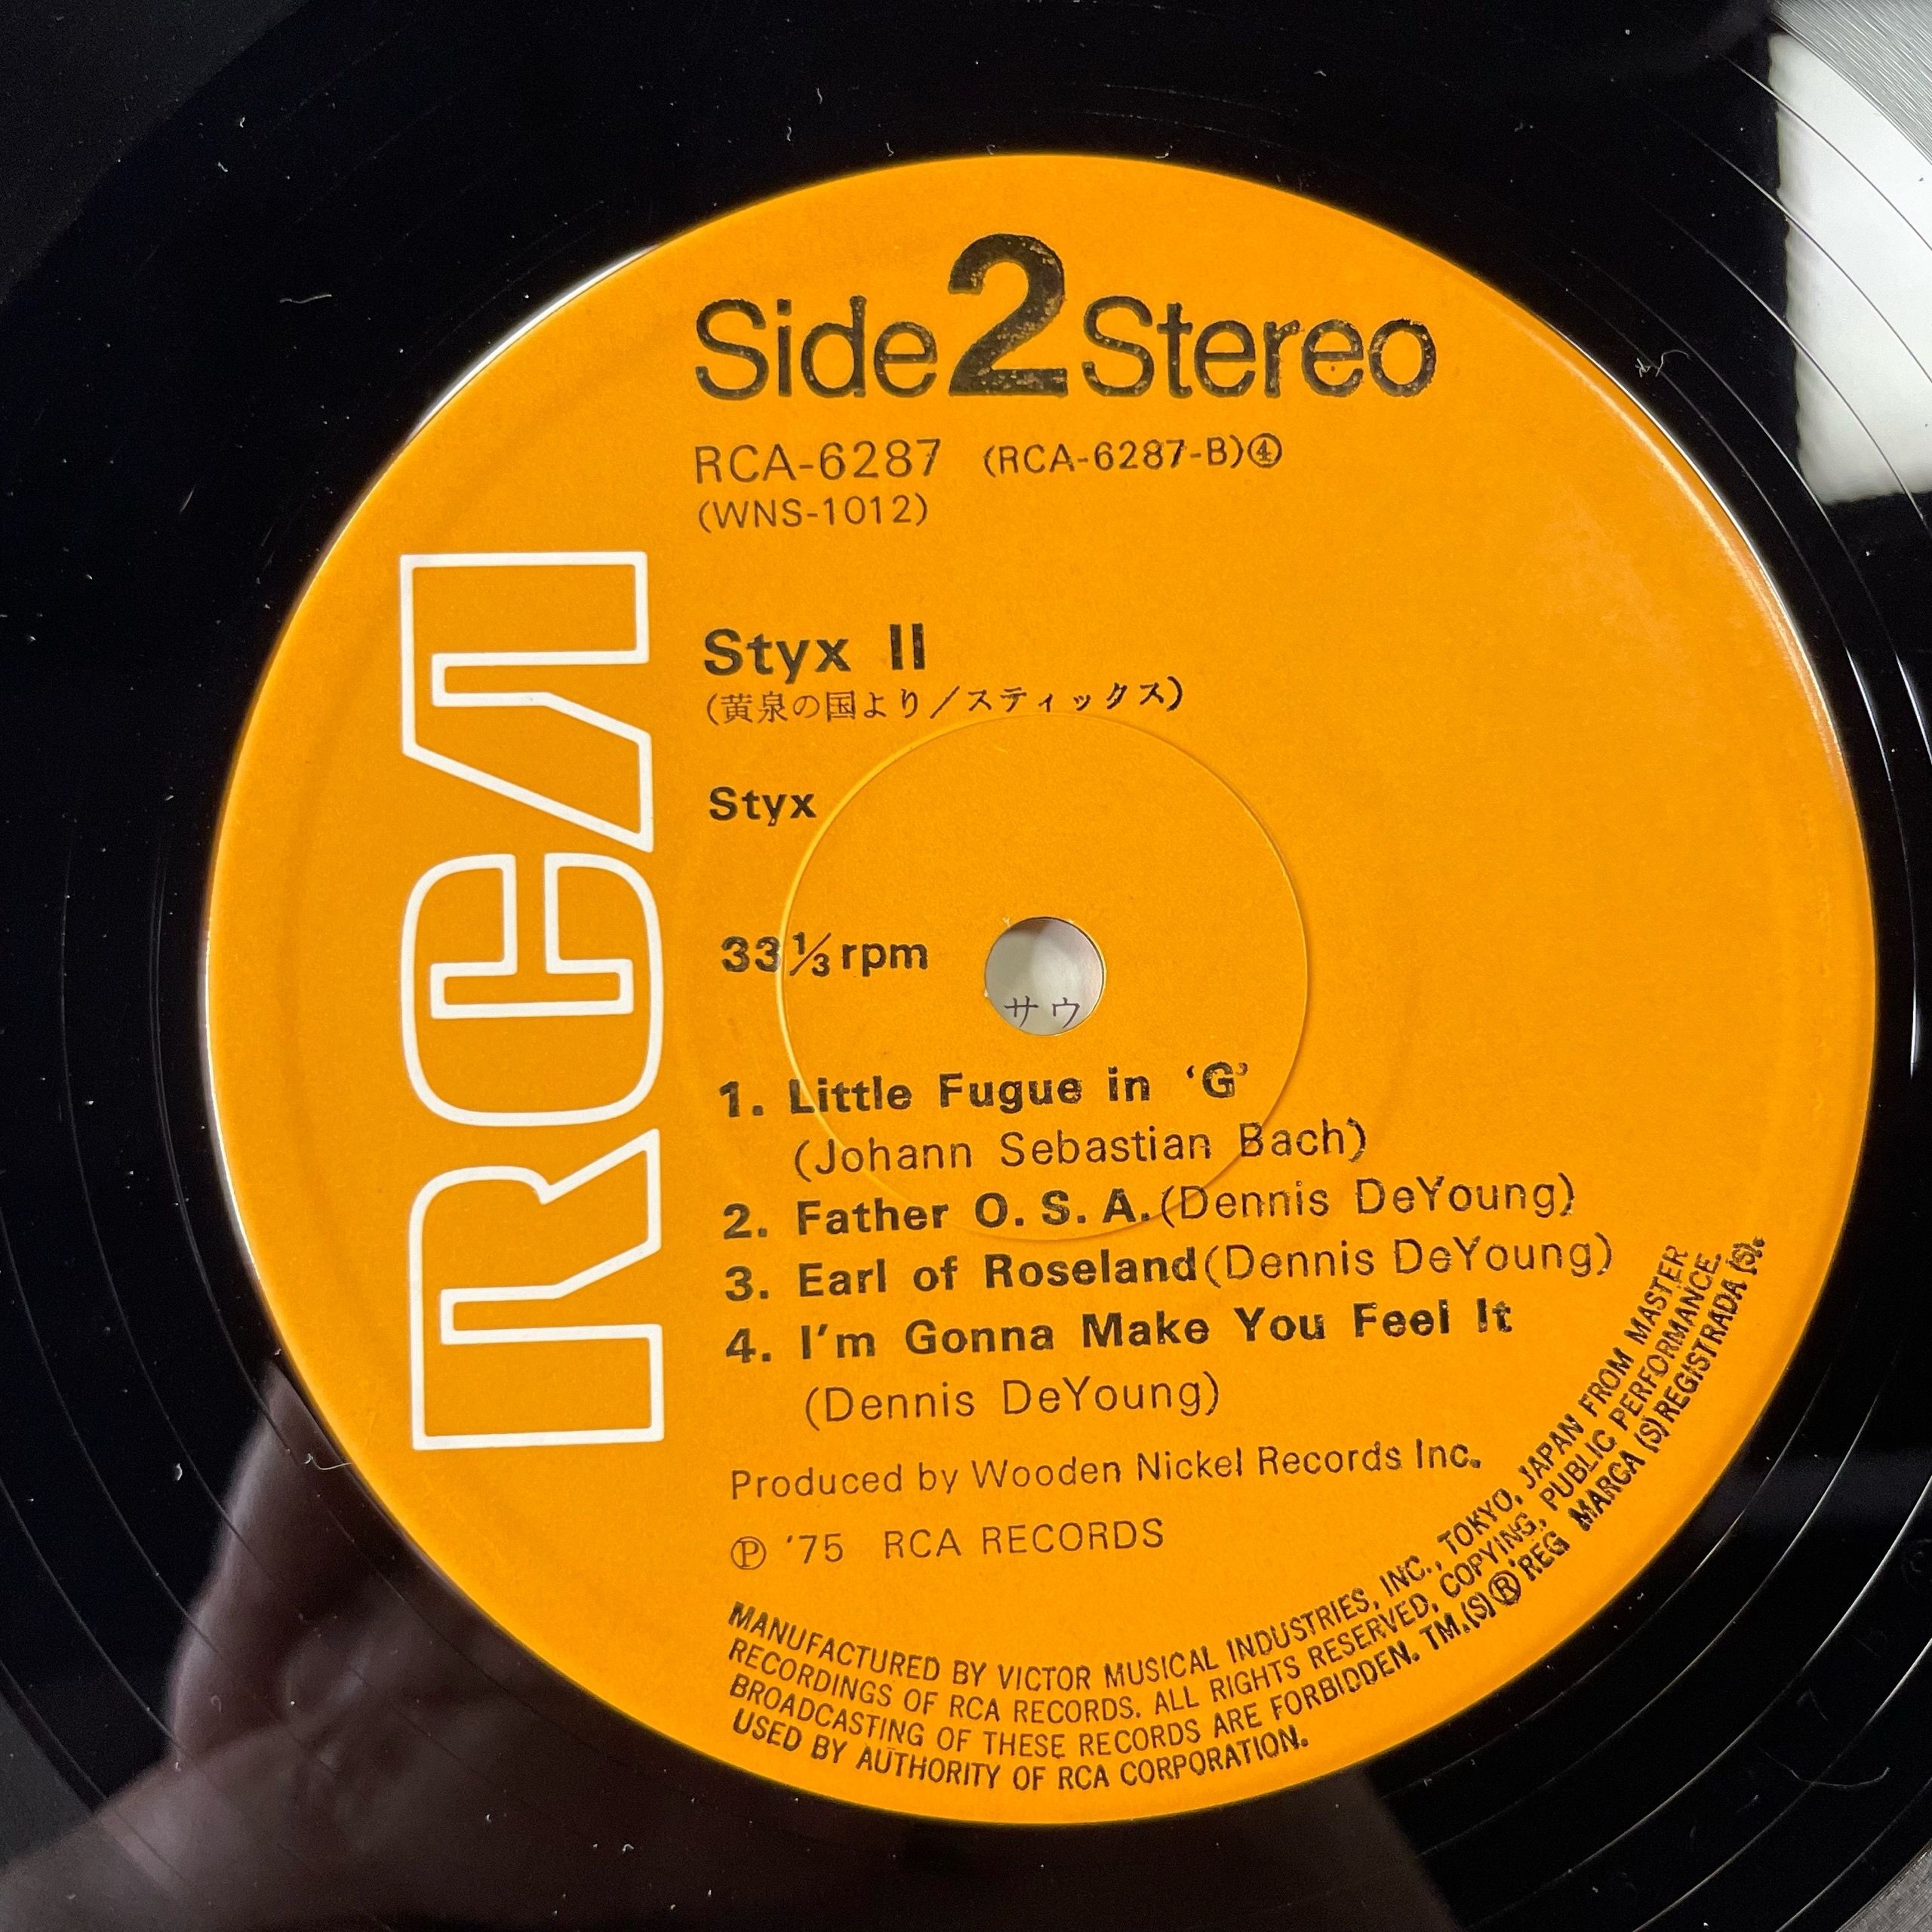 Side 2 Stereo
RCA-6287 (RCA-6287-B)④
(WNS-1012)
RCA
Styx II
(黄泉の国より/スティックス)
Styx
33⅓ rpm
サウ
1. Little Fugue in ‘G’
(Johann Sebastian Bach)
2. Father O. S. A. (Dennis DeYoung)
3. Earl of Roseland (Dennis DeYoung)
4. I'm Gonna Make You Feel It
(Dennis DeYoung)
Produced by Wooden Nickel Records Inc.
℗ '75 RCA RECORDS
MANUFACTURED BY VICTOR MUSICAL INDUSTRIES, INC., TOKYO, JAPAN FROM MASTER
RECORDINGS OF RCA RECORDS. ALL RIGHTS RESERVED, COPYING, PUBLIC PERFORMANCE,
BROADCASTING OF THESE RECORDS ARE FORBIDDEN. TM.(S)® REG MARCA (S) REGISTRADA (S).
USED BY AUTHORITY OF RCA CORPORATION.